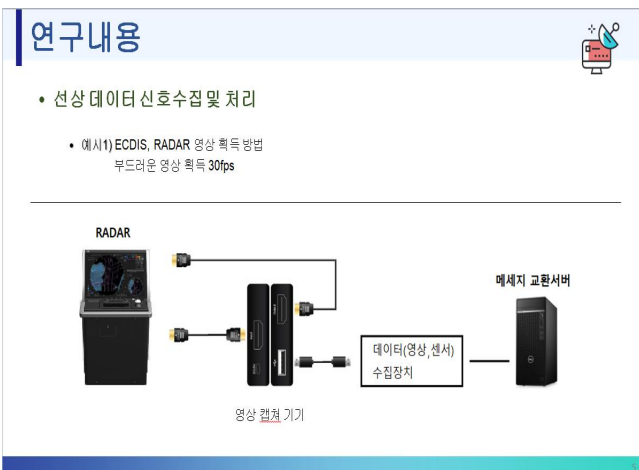 연구내용
• 선상 데이터 신호수집 및 처리
• 예시1) ECDIS, RADAR 영상 획득 방법
부드러운 영상 획득 30fps
RADAR
메세지 교환서버
데이터(영상,센서)
수집장치
영상 캡쳐 기기